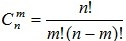 C_n^m = n! / m!(n−m)!